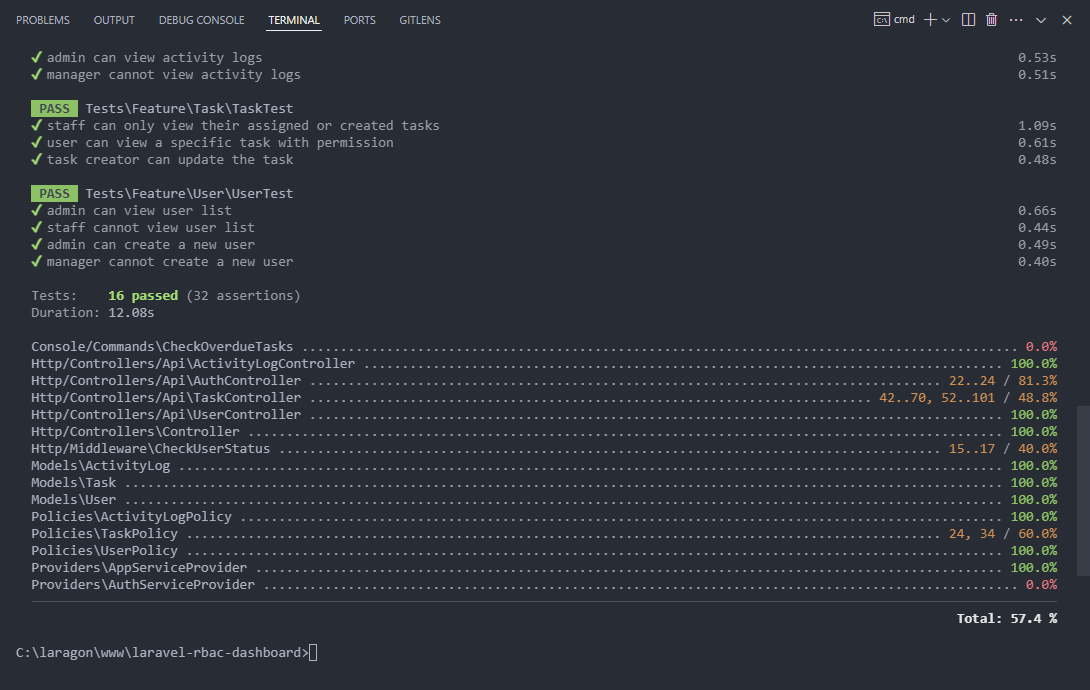 PROBLEMS OUTPUT DEBUG CONSOLE TERMINAL PORTS GITLENS cmd
✓ admin can view activity logs 0.53s
✓ manager cannot view activity logs 0.51s
PASS Tests\Feature\Task\TaskTest
✓ staff can only view their assigned or created tasks 1.09s
✓ user can view a specific task with permission 0.61s
✓ task creator can update the task 0.48s
PASS Tests\Feature\User\UserTest
✓ admin can view user list 0.66s
✓ staff cannot view user list 0.44s
✓ admin can create a new user 0.49s
✓ manager cannot create a new user 0.40s
Tests: 16 passed (32 assertions)
Duration: 12.08s
Console/Commands\CheckOverdueTasks ........ 0.0%
Http/Controllers/Api\ActivityLogController ........ 100.0%
Http/Controllers/Api\AuthController ........ 22..24 / 81.3%
Http/Controllers/Api\TaskController ........ 42..70, 52..101 / 48.8%
Http/Controllers/Api\UserController ........ 100.0%
Http/Controllers\Controller ........ 100.0%
Http/Middleware\CheckUserStatus ........ 15..17 / 40.0%
Models\ActivityLog ........ 100.0%
Models\Task ........ 100.0%
Models\User ........ 100.0%
Policies\ActivityLogPolicy ........ 100.0%
Policies\TaskPolicy ........ 24, 34 / 60.0%
Policies\UserPolicy ........ 100.0%
Providers\AppServiceProvider ........ 100.0%
Providers\AuthServiceProvider ........ 0.0%
Total: 57.4 %
C:\laragon\www\laravel-rbac-dashboard>